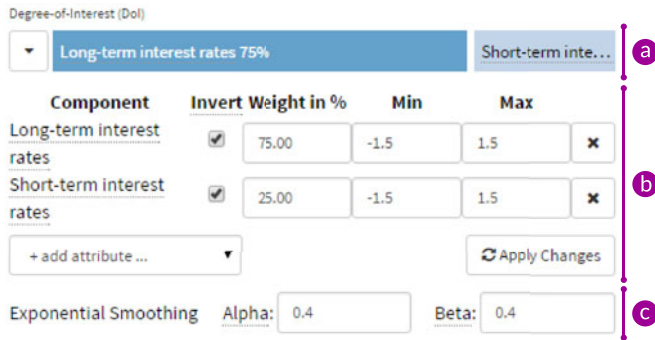 Degree-of-Interest (DoI)
Long-term interest rates 75% Short-term inte...
a
Component Invert Weight in % Min Max
Long-term interest
rates
75.00 -1.5 1.5 ×
Short-term interest
rates
25.00 -1.5 1.5 ×
b
+ add attribute ... Apply Changes
Exponential Smoothing Alpha: 0.4 Beta: 0.4
c